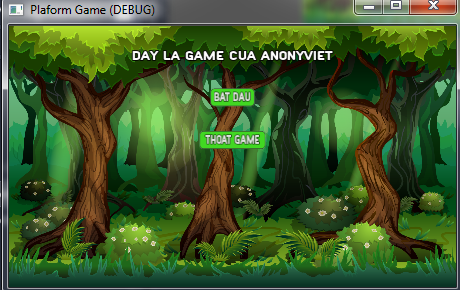 Plaform Game (DEBUG)
DAY LA GAME CUA ANONYVIET
BAT DAU
THOAT GAME